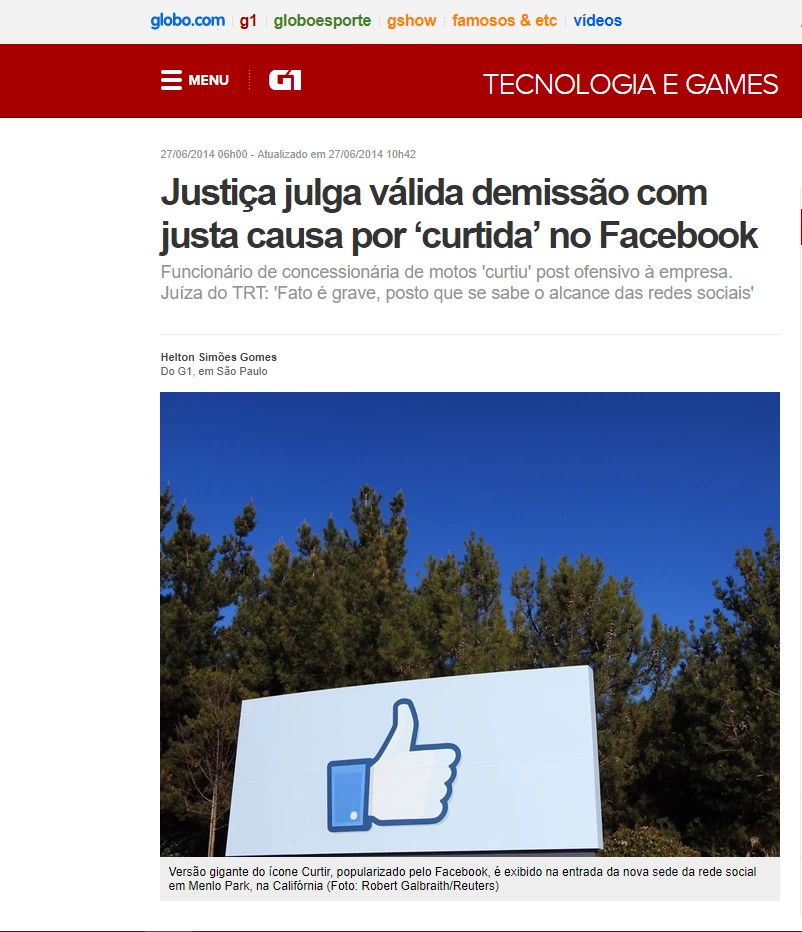 globo.com g1 globoesporte gshow famosos & etc vídeos
MENU G1 TECNOLOGIA E GAMES
27/06/2014 06h00 - Atualizado em 27/06/2014 10h42
Justiça julga válida demissão com
justa causa por ‘curtida’ no Facebook
Funcionário de concessionária de motos 'curtiu' post ofensivo à empresa.
Juíza do TRT: 'Fato é grave, posto que se sabe o alcance das redes sociais'
Helton Simões Gomes
Do G1, em São Paulo
Versão gigante do ícone Curtir, popularizado pelo Facebook, é exibido na entrada da nova sede da rede social
em Menlo Park, na Califórnia (Foto: Robert Galbraith/Reuters)